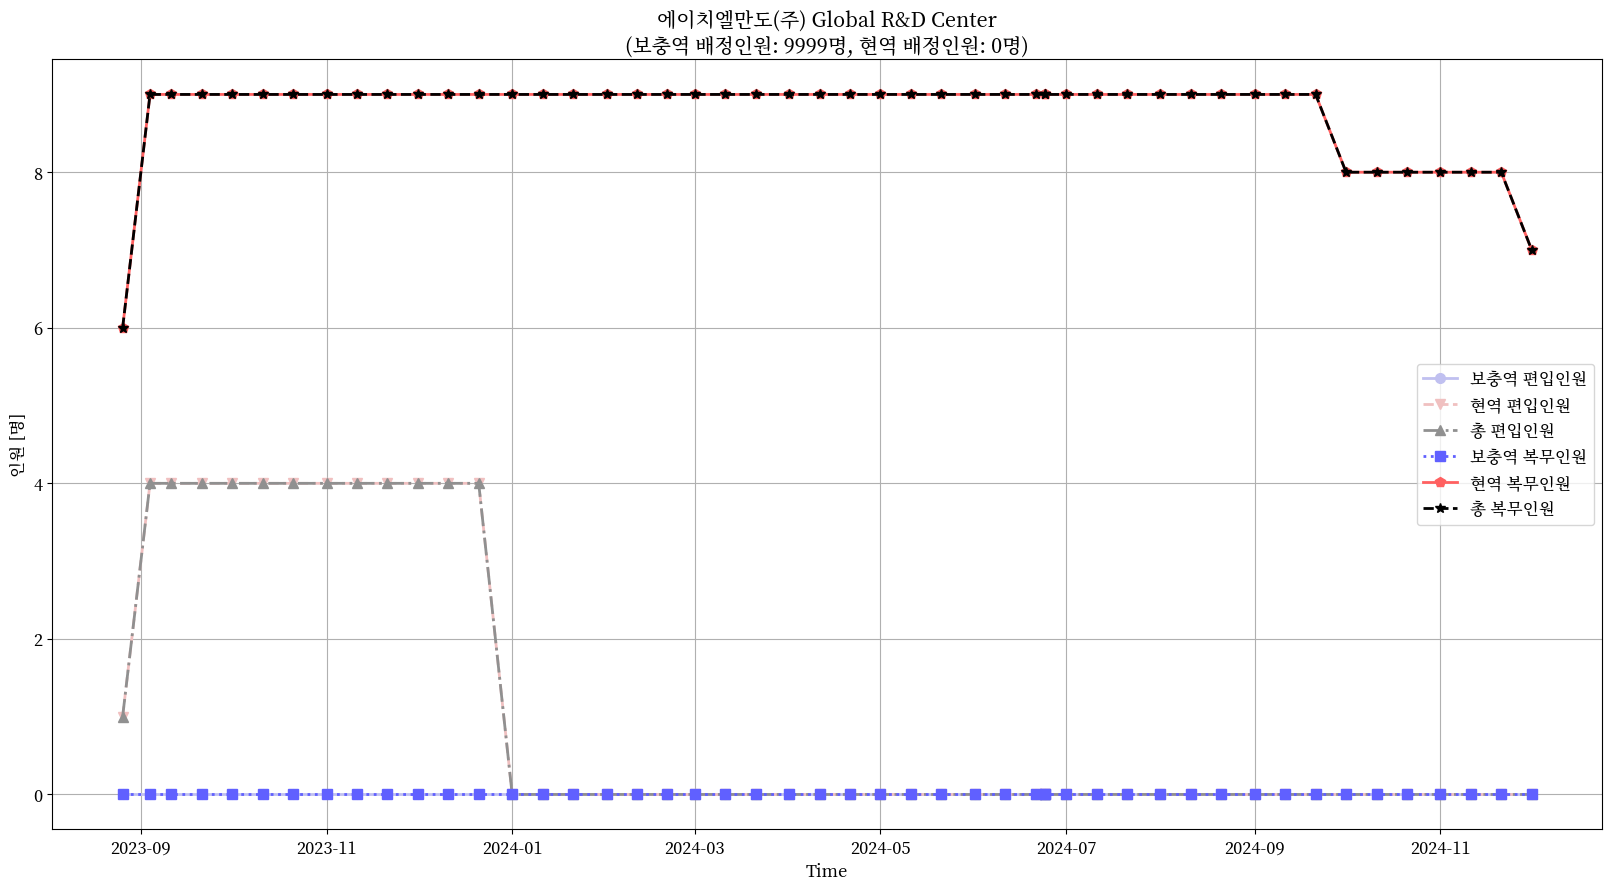 에이치엘만도(주) Global R&D Center
(보충역 배정인원: 9999명, 현역 배정인원: 0명)
인원 [명]
8
6
4
2
0
보충역 편입인원
현역 편입인원
총 편입인원
보충역 복무인원
현역 복무인원
총 복무인원
2023-09
2023-11
2024-01
2024-03
2024-05
2024-07
2024-09
2024-11
Time